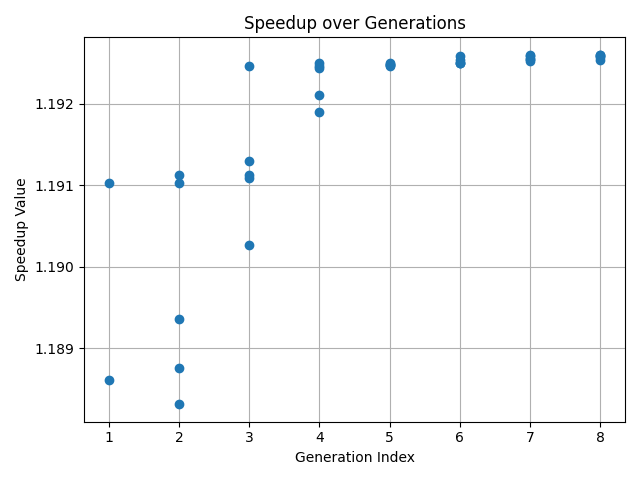 Speedup over Generations
Speedup Value
1.192
1.191
1.190
1.189
1 2 3 4 5 6 7 8
Generation Index